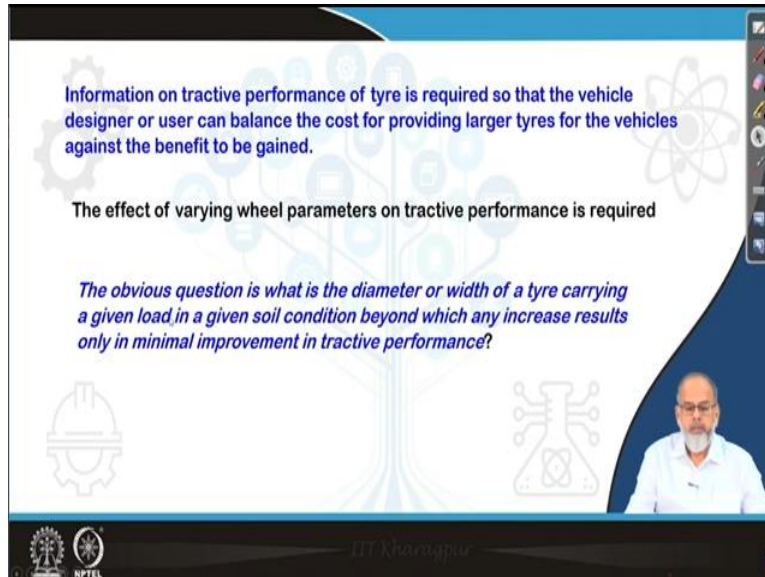 Information on tractive performance of tyre is required so that the vehicle
designer or user can balance the cost for providing larger tyres for the vehicles
against the benefit to be gained.
The effect of varying wheel parameters on tractive performance is required
The obvious question is what is the diameter or width of a tyre carrying
a given load in a given soil condition beyond which any increase results
only in minimal improvement in tractive performance?
IIT Kharagpur
NPTEL